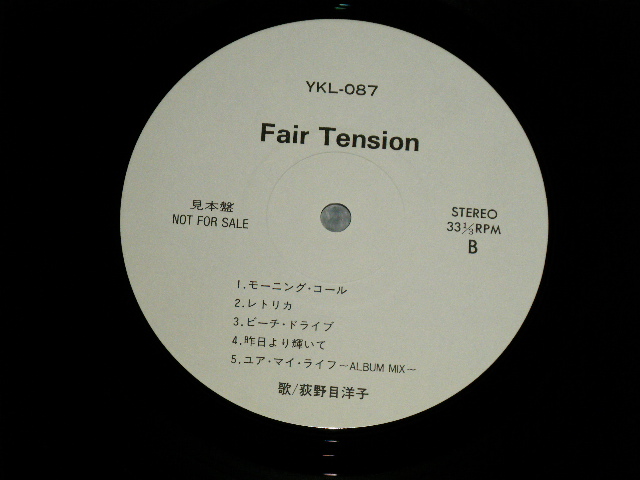 YKL-087
Fair Tension
見本盤
NOT FOR SALE
STEREO
33⅓RPM
B
1.モーニング・コール
2.レトリカ
3.ビーチ・ドライブ
4.昨日より輝いて
5.ユア・マイ・ライフ～ALBUM MIX～
歌/荻野目洋子